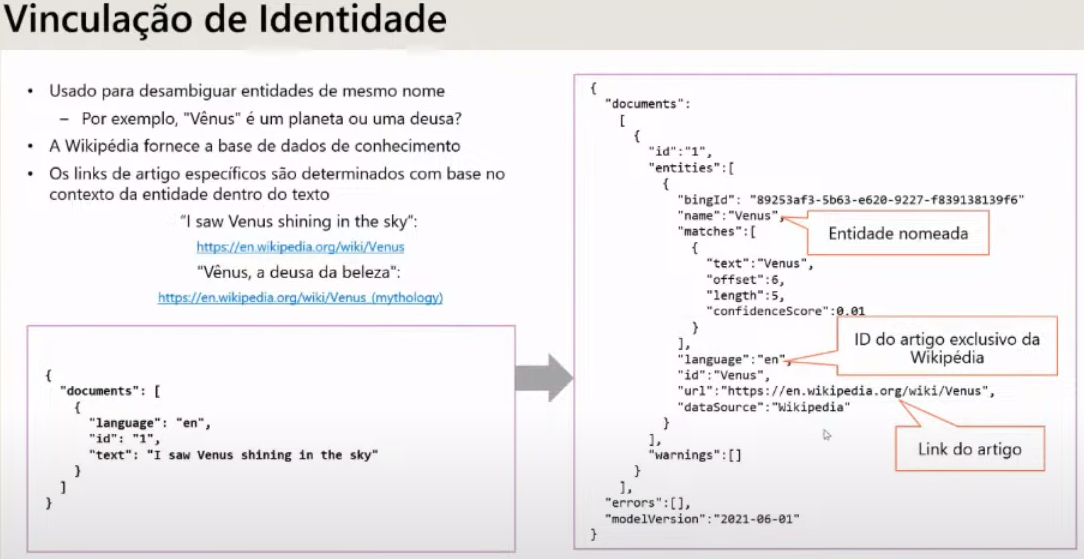 Vinculação de Identidade
• Usado para desambiguar entidades de mesmo nome
– Por exemplo, "Vênus" é um planeta ou uma deusa?
• A Wikipédia fornece a base de dados de conhecimento
• Os links de artigo específicos são determinados com base no
contexto da entidade dentro do texto
"I saw Venus shining in the sky":
https://en.wikipedia.org/wiki/Venus
"Vênus, a deusa da beleza":
https://en.wikipedia.org/wiki/Venus_(mythology)
{
"documents": [
{
"language": "en",
"id": "1",
"text": "I saw Venus shining in the sky"
}
]
}
{
"documents":
[
{
"id":"1",
"entities":[
{
"bingId": "89253af3-5b63-e620-9227-f839138139f6"
"name":"Venus",
"matches":[
{
"text":"Venus",
"offset":6,
"length":5,
"confidenceScore":0.01
}
],
"language":"en",
"id":"Venus",
"url":"https://en.wikipedia.org/wiki/Venus",
"dataSource":"Wikipedia"
}
],
"warnings":[]
}
],
"errors":[],
"modelVersion":"2021-06-01"
}
Entidade nomeada
ID do artigo exclusivo da
Wikipédia
Link do artigo